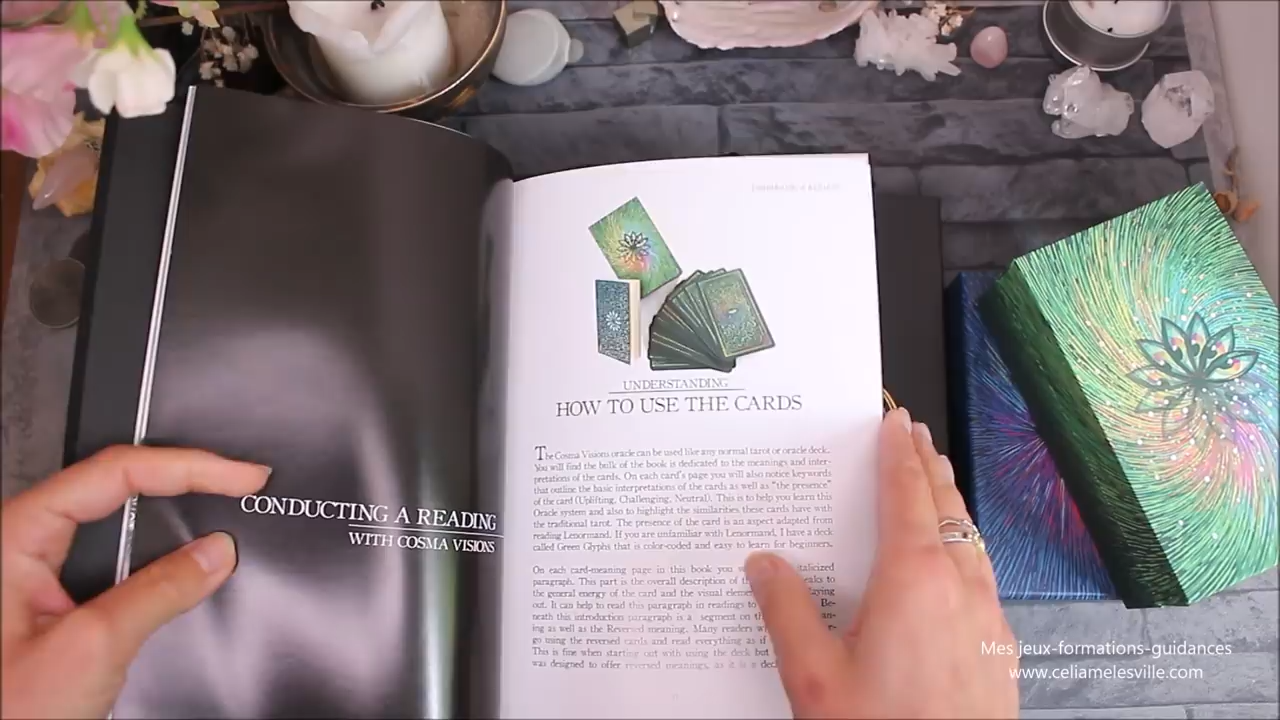 CONDUCTING A READING
WITH COSMA VISIONS
CONDUCTING A READING
UNDERSTANDING
HOW TO USE THE CARDS
The Cosma Visions oracle can be used like any normal tarot or oracle deck.
You will find the bulk of the book is dedicated to the meanings and inter-
pretations of the cards. On each card's page you will also notice keywords
that outline the basic interpretations of the cards as well as "the presence"
of the card (Uplifting, Challenging, Neutral). This is to help you learn this
Oracle system and also to highlight the similarities these cards have with
the traditional tarot. The presence of the card is an aspect adapted from
reading Lenormand. If you are unfamiliar with Lenormand, I have a deck
called Green Glyphs that is color-coded and easy to learn for beginners.
On each card-meaning page in this book you italicized
paragraph. This part is the overall description of
the general energy of the card and the visual
out. It can help to read this paragraph in readings to
neath this introduction paragraph is a segment on
ing as well as the Reversed meaning. Many readers
go using the reversed cards and read everything as if
This is fine when starting out with using the deck but
was designed to offer reversed meanings, as it is a
Mes jeux-formations-guidances
www.celiamelesville.com